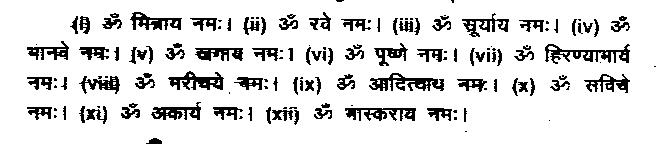 (i) ॐ मित्राय नमः। (ii) ॐ रवे नमः। (iii) ॐ सूर्याय नमः। (iv) ॐ
भानवे नमः। (v) ॐ खगाय नमः। (vi) ॐ पूष्णे नमः। (vii) ॐ हिरण्याभार्य
नमः। (viii) ॐ मरीचये नमः। (ix) ॐ आदित्याय नमः। (x) ॐ सविचे
नमः। (xi) ॐ अकार्य नमः। (xii) ॐ भास्कराय नमः।